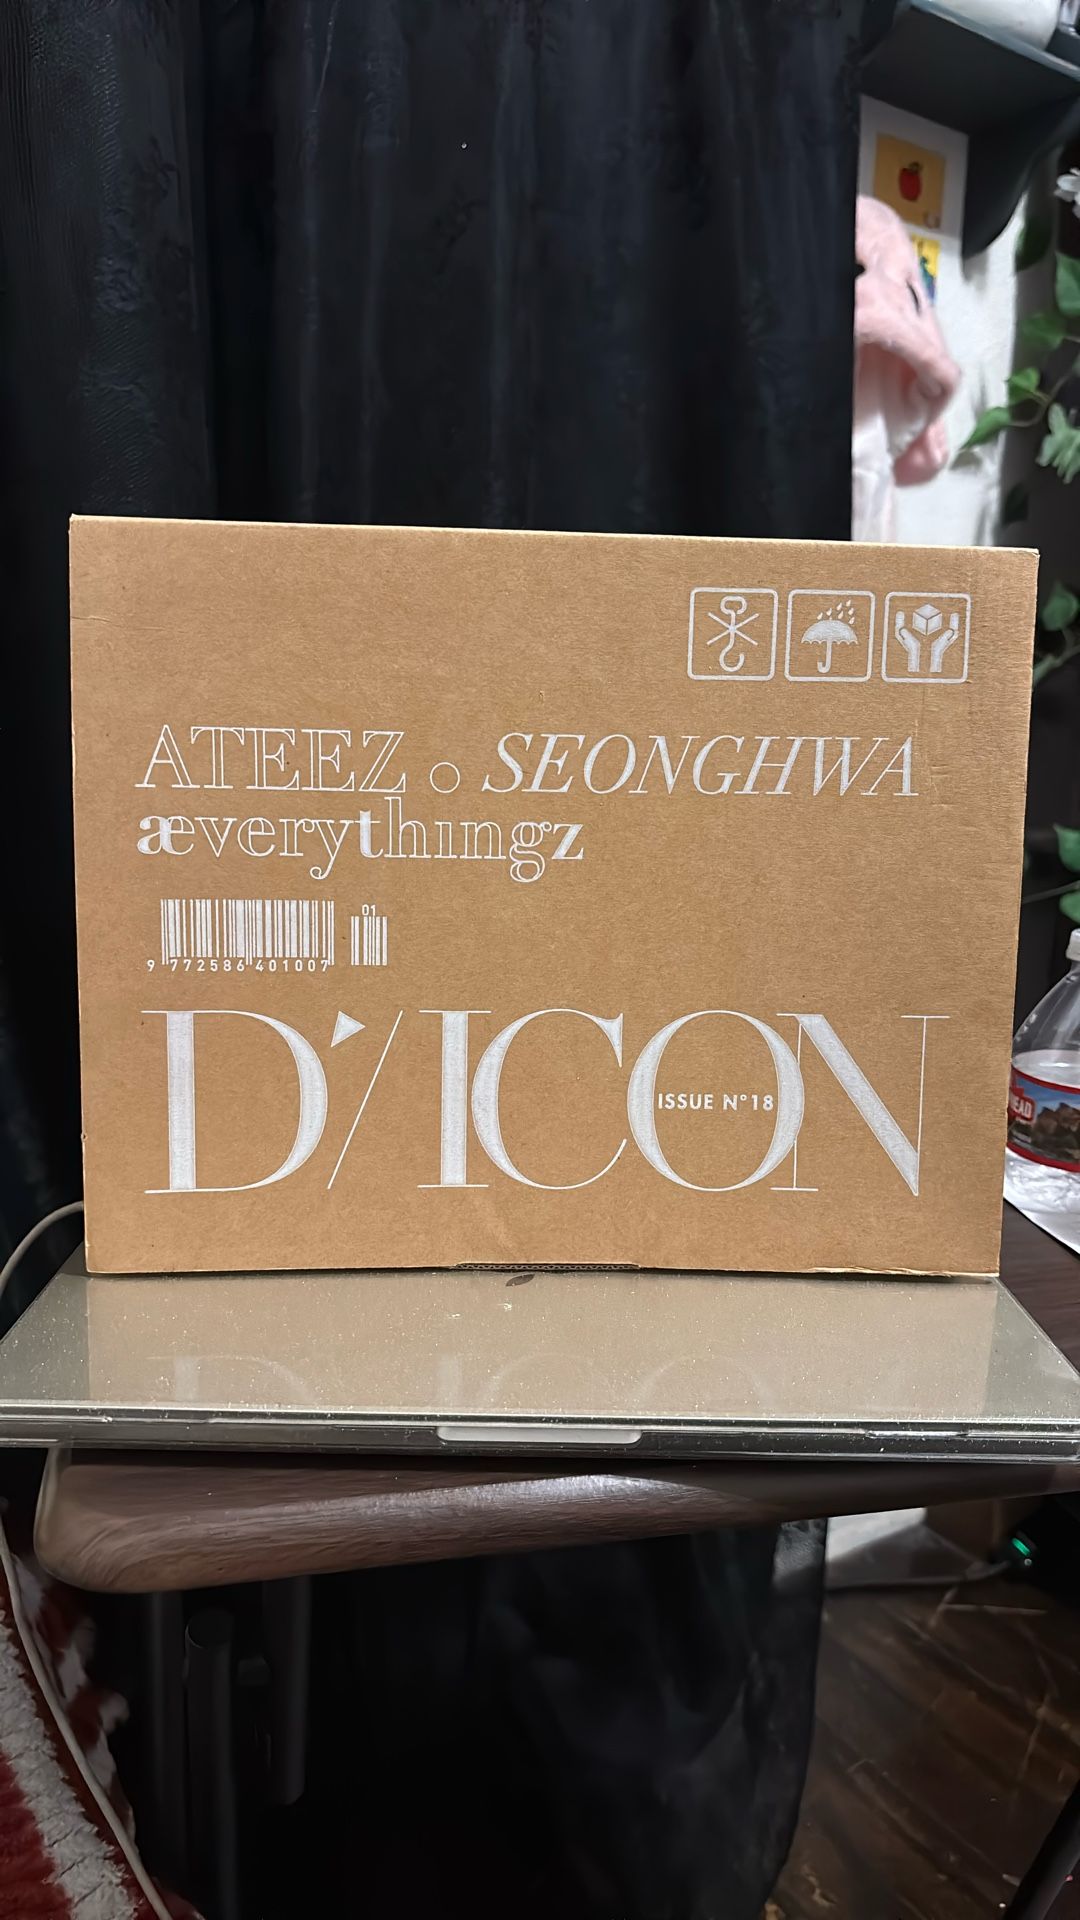 ATEEZ . SEONGHWA
æverythingz
01
9 772586 401007
D'/ICON
ISSUE N°18